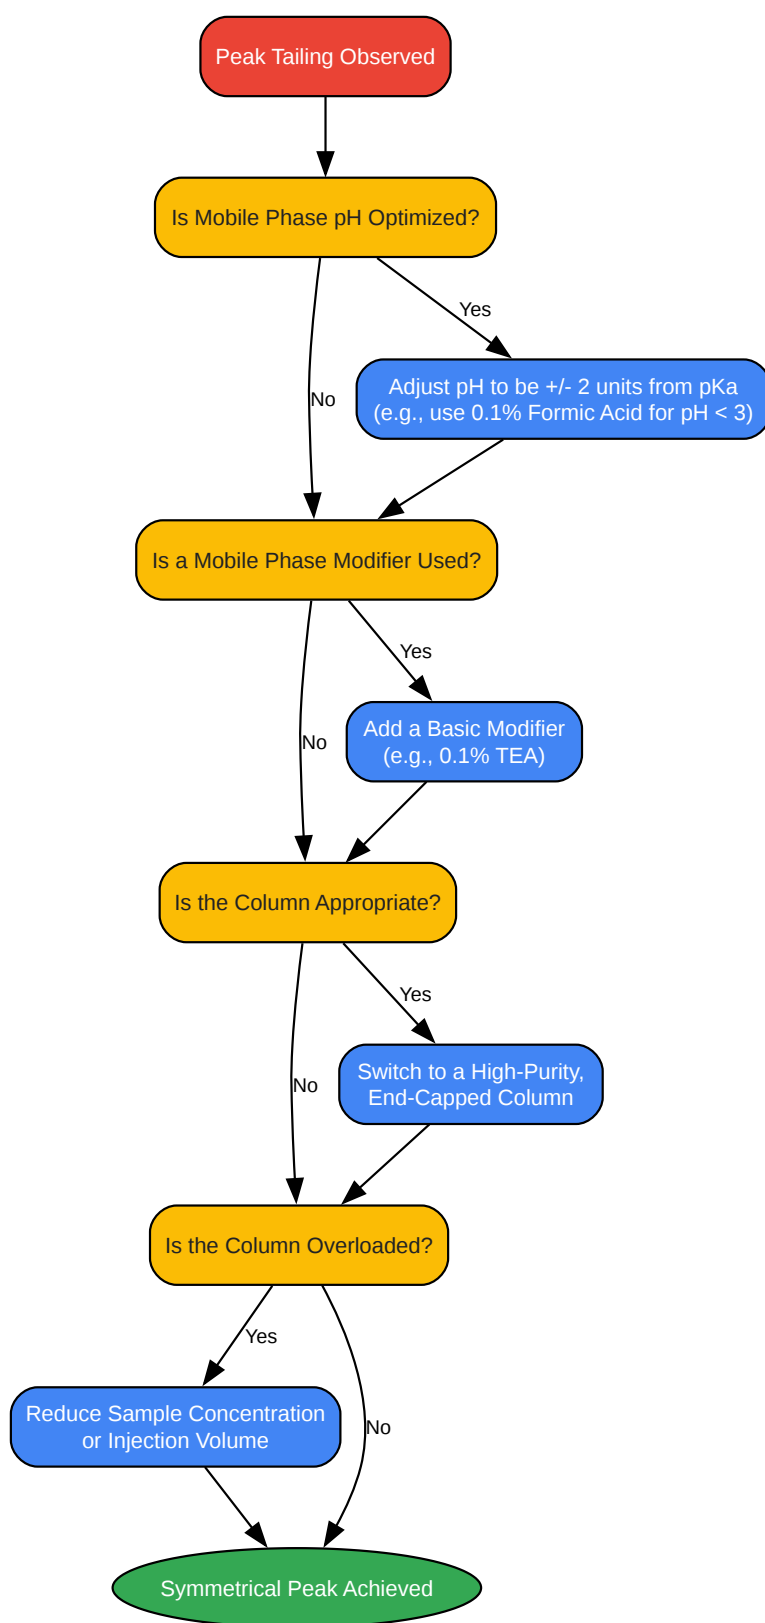 Peak Tailing Observed
Is Mobile Phase pH Optimized?
Yes
Adjust pH to be +/- 2 units from pKa
(e.g., use 0.1% Formic Acid for pH < 3)
No
Is a Mobile Phase Modifier Used?
Yes
Add a Basic Modifier
(e.g., 0.1% TEA)
No
Is the Column Appropriate?
Yes
Switch to a High-Purity,
End-Capped Column
No
Is the Column Overloaded?
Yes
Reduce Sample Concentration
or Injection Volume
No
Symmetrical Peak Achieved